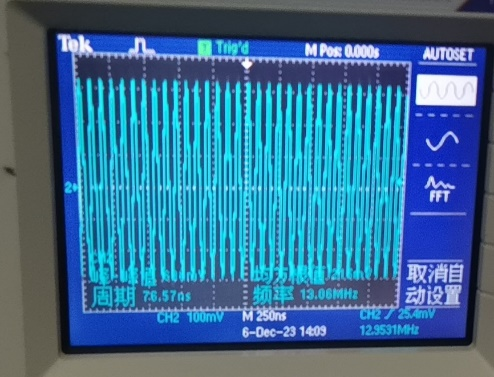 Tek
Trig'd
M Pos: 0.000s
AUTOSET
FFT
2
取消自
动设置
周期 76.57ns
频率 13.06MHz
CH2 100mV
M 250ns
CH2 / 25.4mV
6-Dec-23 14:09
12.9531MHz